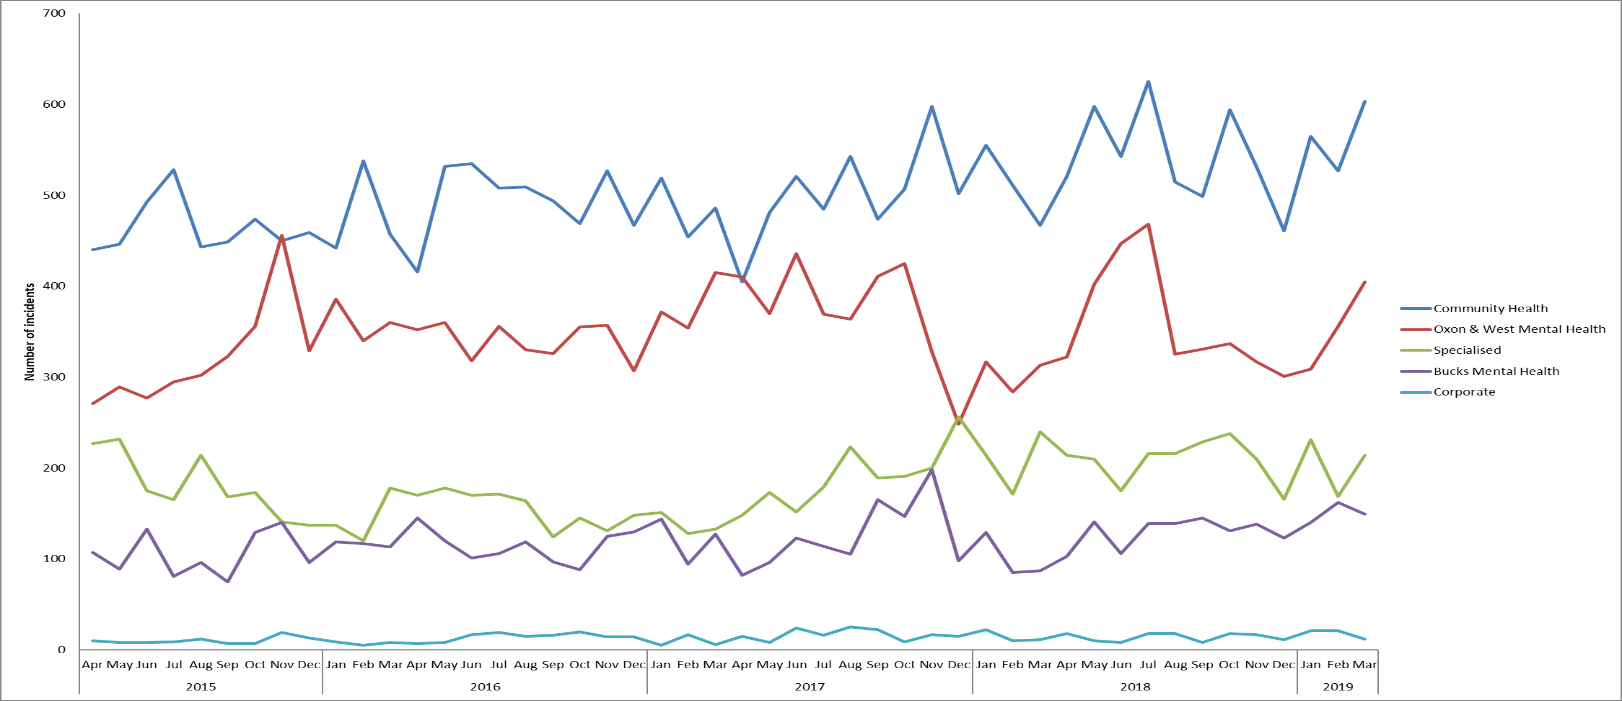 700
600
500
400
300
200
100
0
Number of incidents
Community Health
Oxon & West Mental Health
Specialised
Bucks Mental Health
Corporate
Apr May Jun Jul Aug Sep Oct Nov Dec Jan Feb Mar Apr May Jun Jul Aug Sep Oct Nov Dec Jan Feb Mar Apr May Jun Jul Aug Sep Oct Nov Dec Jan Feb Mar Apr May Jun Jul Aug Sep Oct Nov Dec Jan Feb Mar
2015 2016 2017 2018 2019